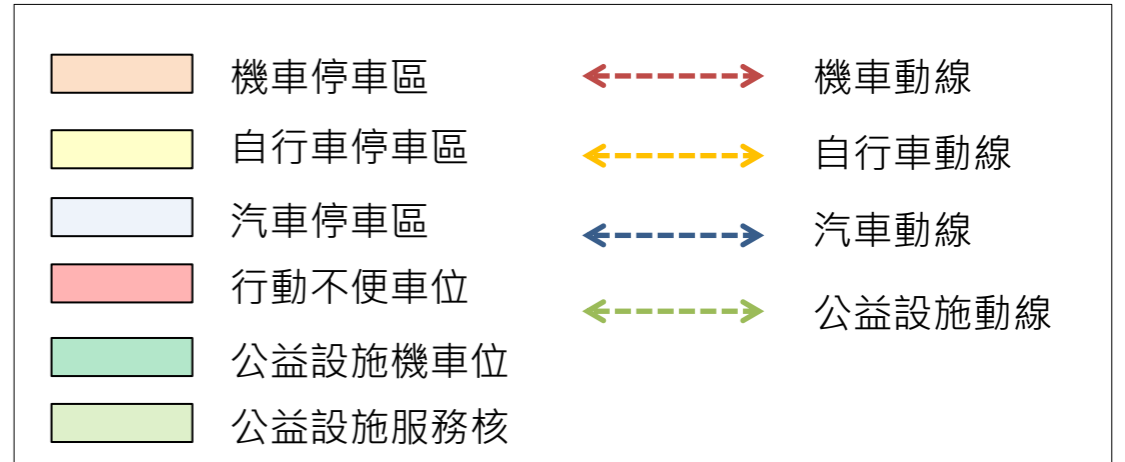 機車停車區
自行車停車區
汽車停車區
行動不便車位
公益設施機車位
公益設施服務核
機車動線
自行車動線
汽車動線
公益設施動線